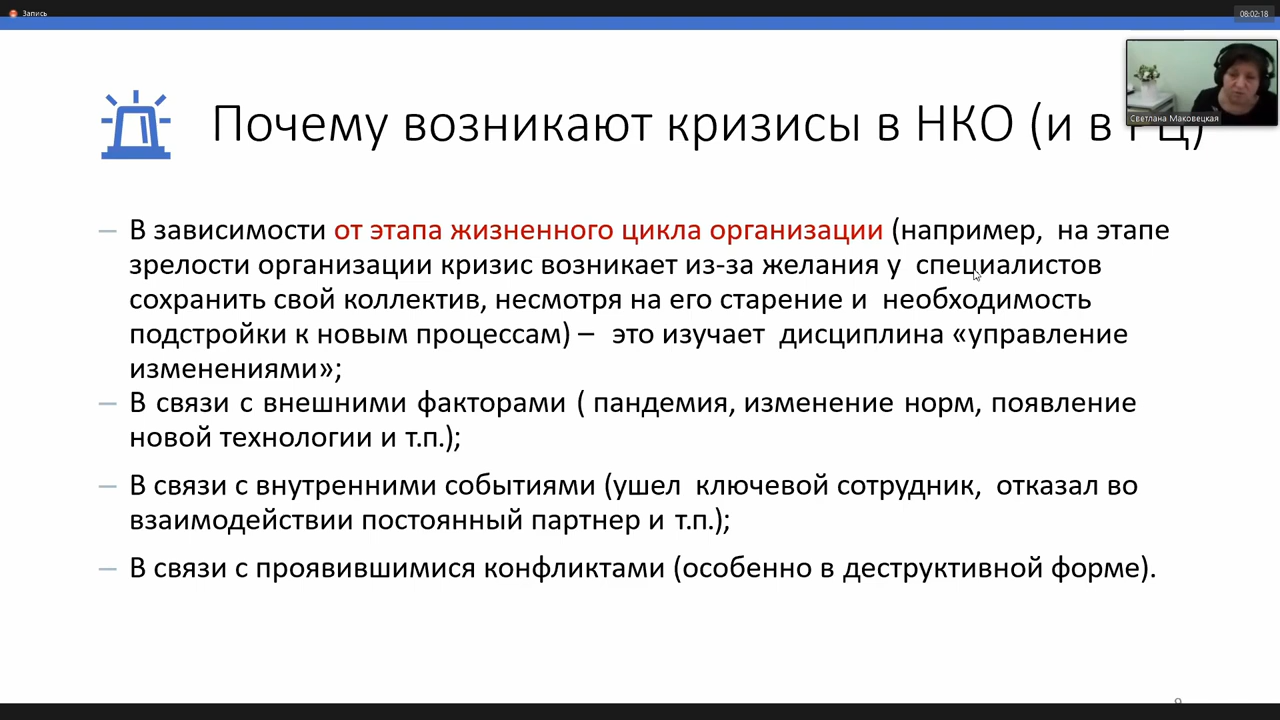 Запись
08:02:18
Светлана Маковецкая
Почему возникают кризисы в НКО (и в РЦ)
– В зависимости от этапа жизненного цикла организации (например, на этапе
зрелости организации кризис возникает из-за желания у специалистов
сохранить свой коллектив, несмотря на его старение и необходимость
подстройки к новым процессам) – это изучает дисциплина «управление
изменениями»;
– В связи с внешними факторами ( пандемия, изменение норм, появление
новой технологии и т.п.);
– В связи с внутренними событиями (ушел ключевой сотрудник, отказал во
взаимодействии постоянный партнер и т.п.);
– В связи с проявившимися конфликтами (особенно в деструктивной форме).